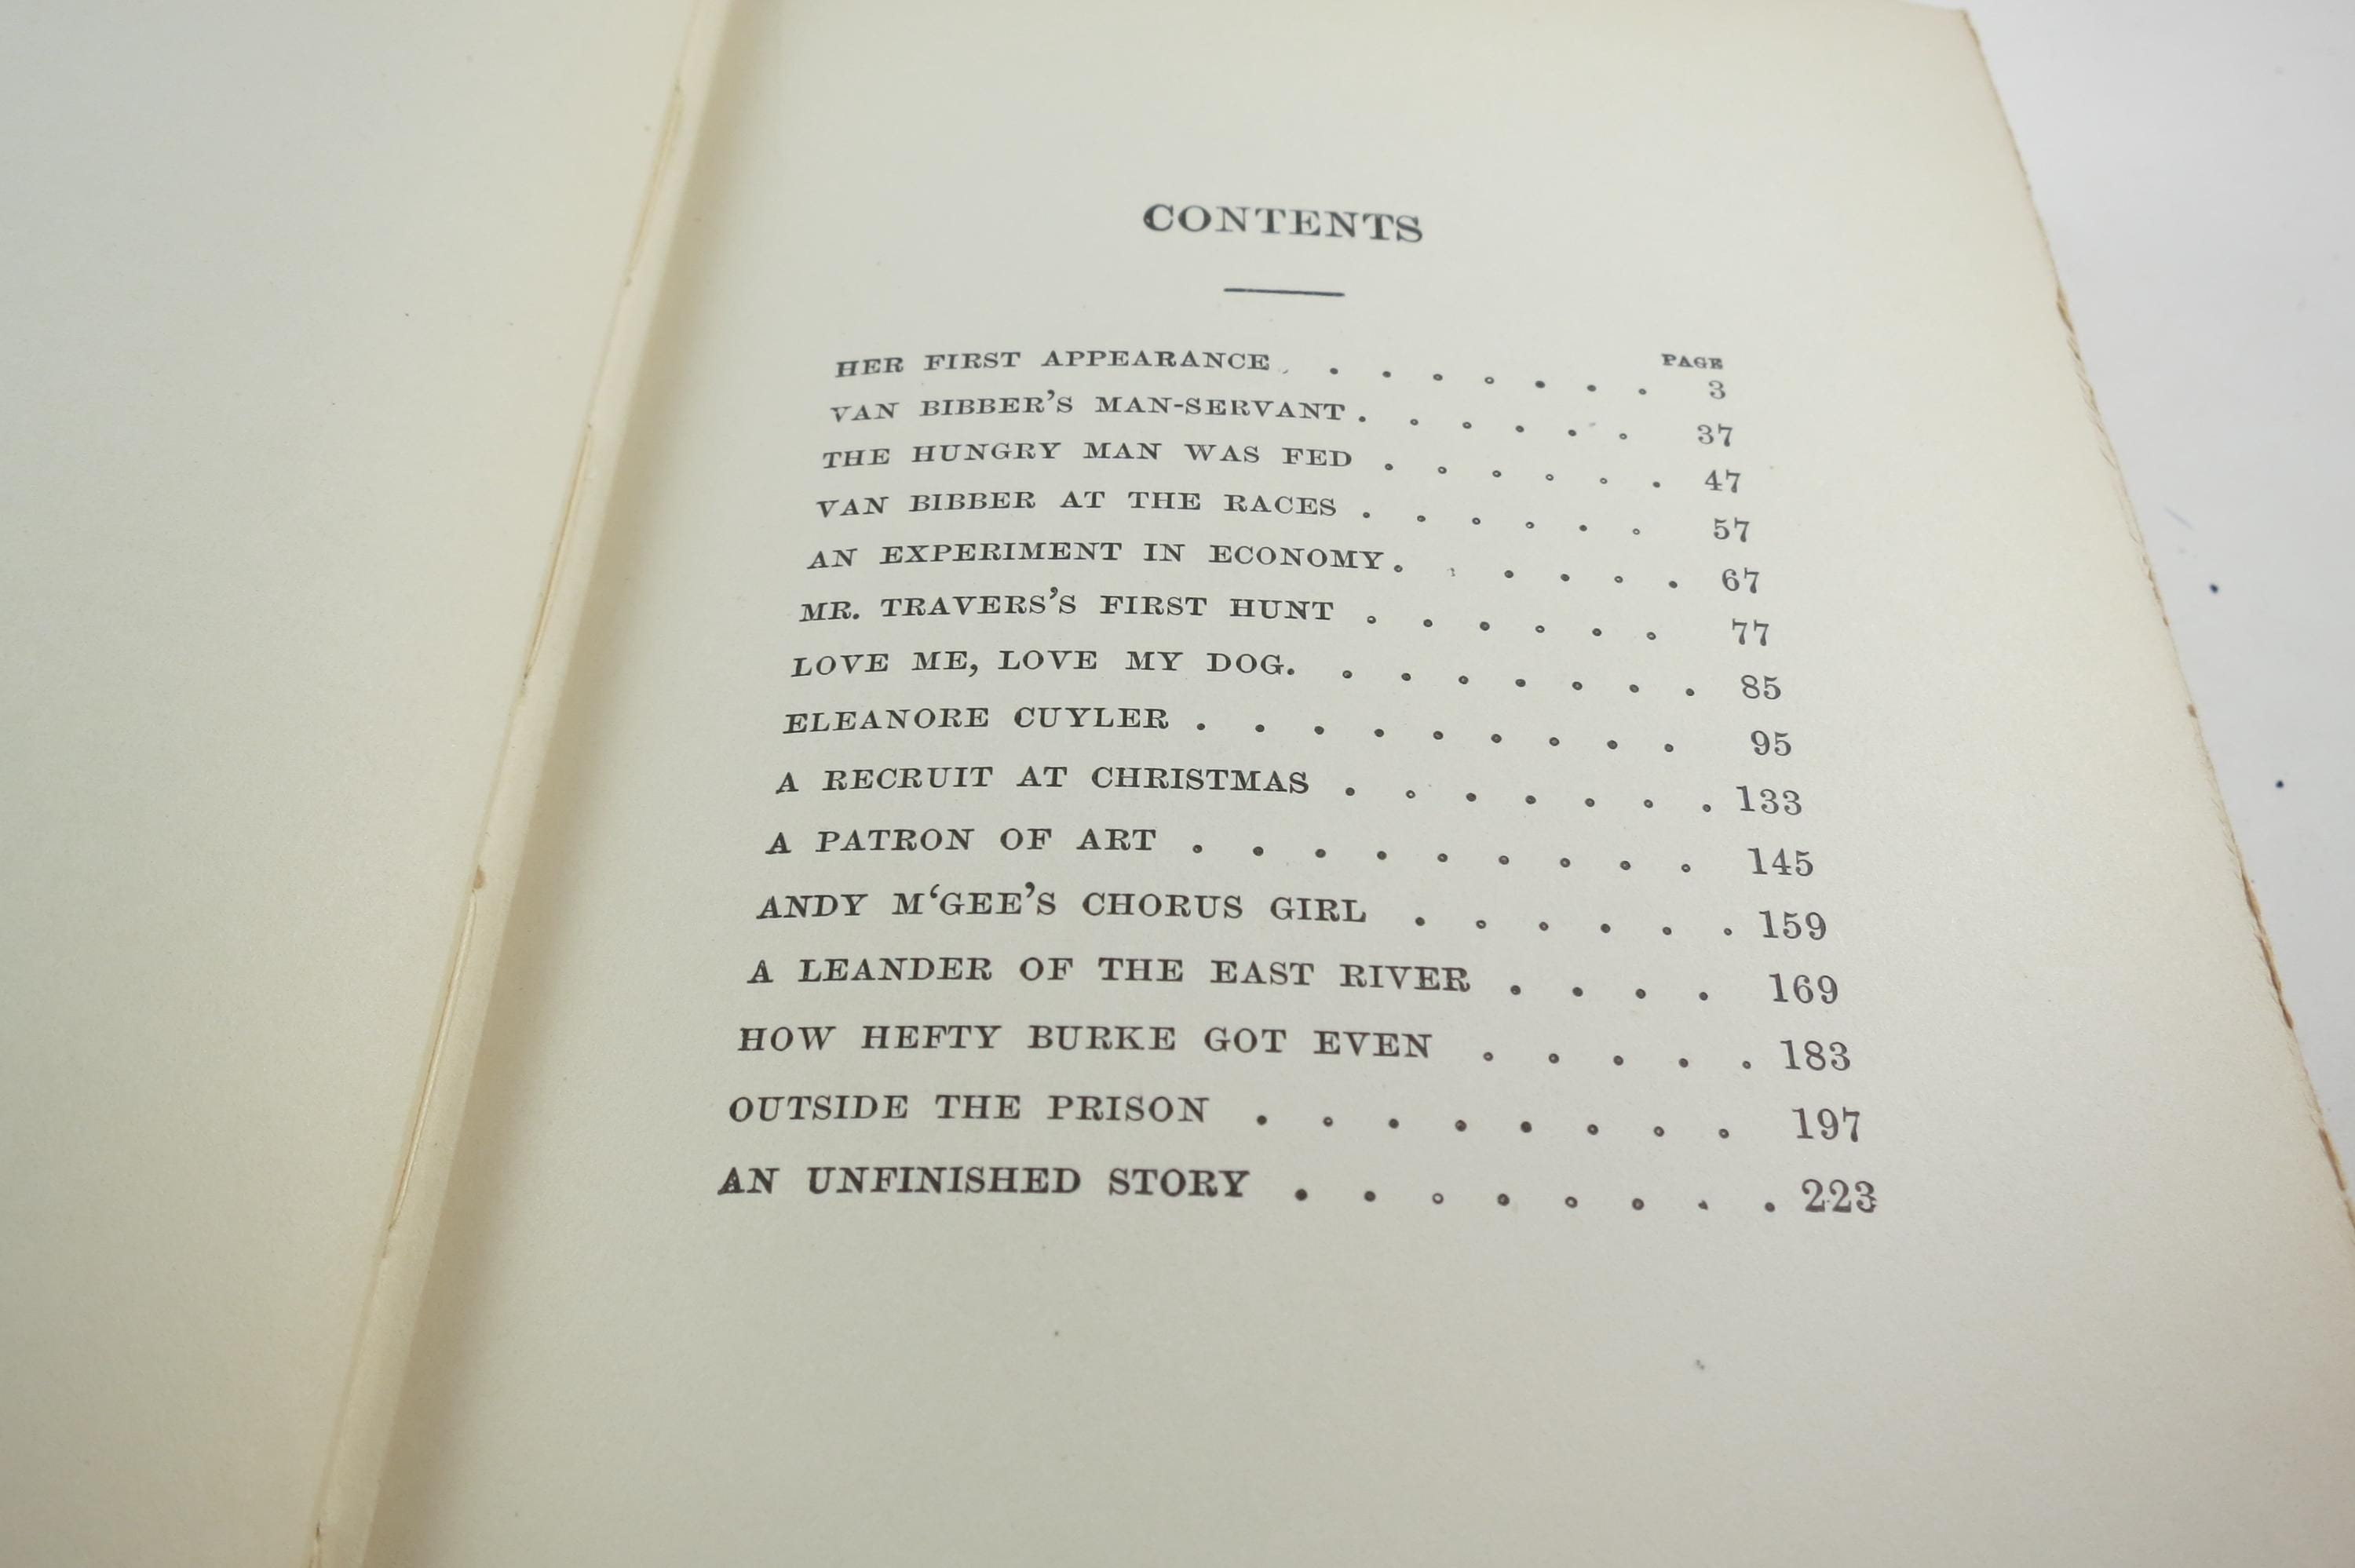 CONTENTS
PAGE
HER FIRST APPEARANCE . . . . . . . . 3
VAN BIBBER'S MAN-SERVANT . . . . . . 37
THE HUNGRY MAN WAS FED . . . . . . 47
VAN BIBBER AT THE RACES . . . . . . 57
AN EXPERIMENT IN ECONOMY . . . . . . 67
MR. TRAVERS'S FIRST HUNT . . . . . . 77
LOVE ME, LOVE MY DOG. . . . . . . . 85
ELEANORE CUYLER . . . . . . . . . 95
A RECRUIT AT CHRISTMAS . . . . . . . 133
A PATRON OF ART . . . . . . . . . 145
ANDY M‘GEE’S CHORUS GIRL . . . . . . 159
A LEANDER OF THE EAST RIVER . . . . 169
HOW HEFTY BURKE GOT EVEN . . . . . 183
OUTSIDE THE PRISON . . . . . . . . 197
AN UNFINISHED STORY . . . . . . . . 223